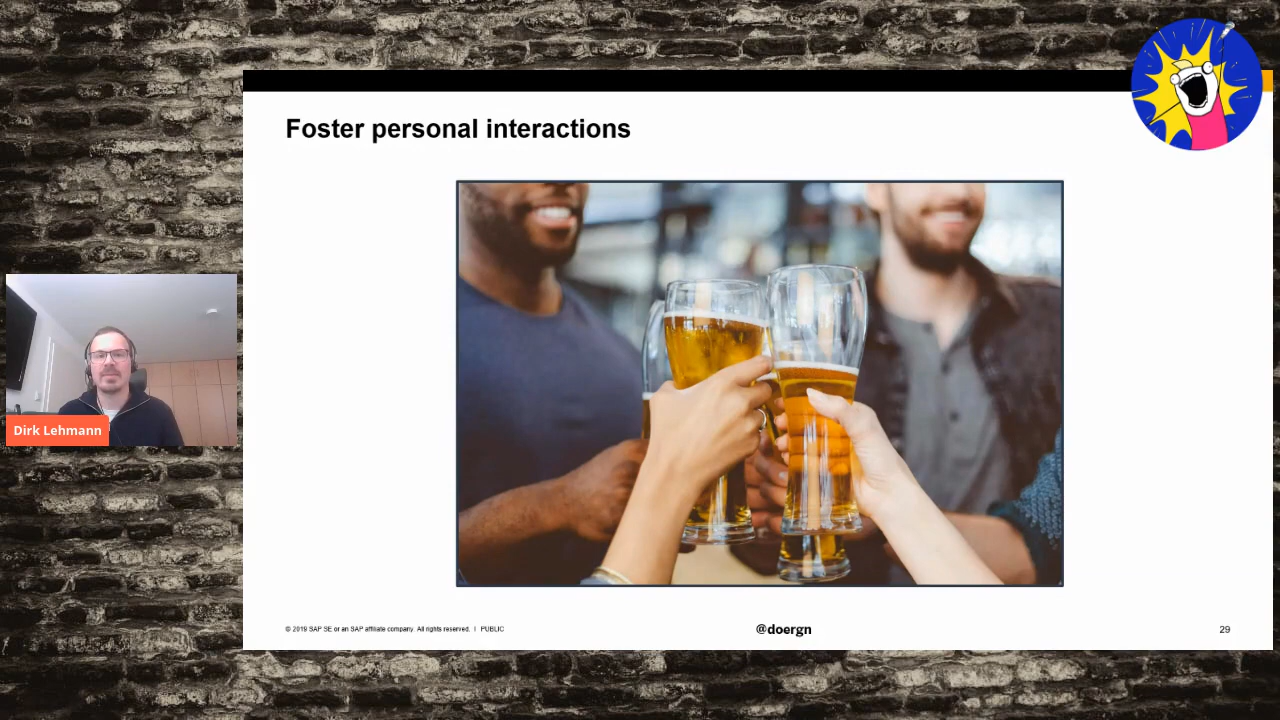 Foster personal interactions
Dirk Lehmann
© 2019 SAP SE or an SAP affiliate company. All rights reserved. I PUBLIC
@doergn
29